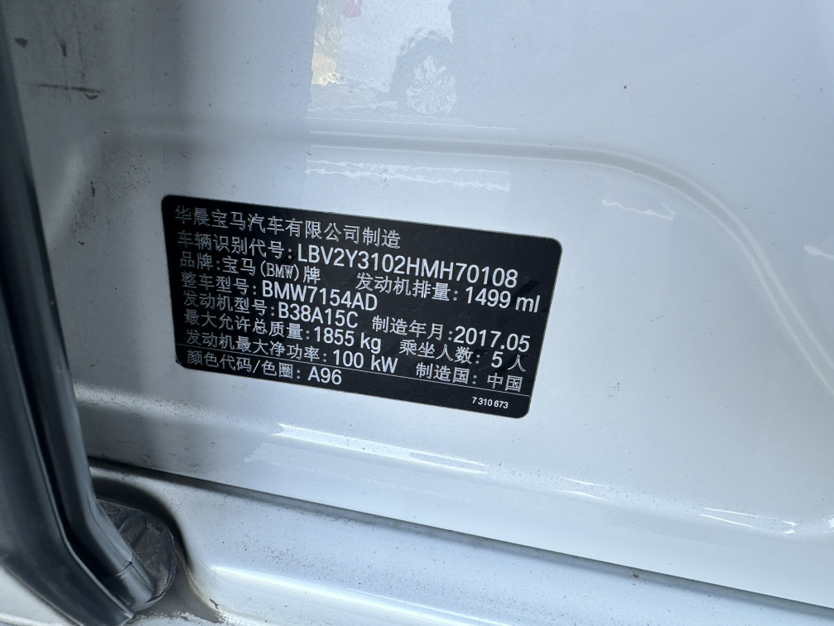 华晨宝马汽车有限公司制造
车辆识别代号: LBV2Y3102HMH70108
品牌: 宝马(BMW)牌 发动机排量: 1499 ml
整车型号: BMW7154AD
发动机型号: B38A15C 制造年月: 2017.05
最大允许总质量: 1855 kg 乘坐人数: 5 人
发动机最大净功率: 100 kW 制造国: 中国
颜色代码/色圈: A96
7 310 673